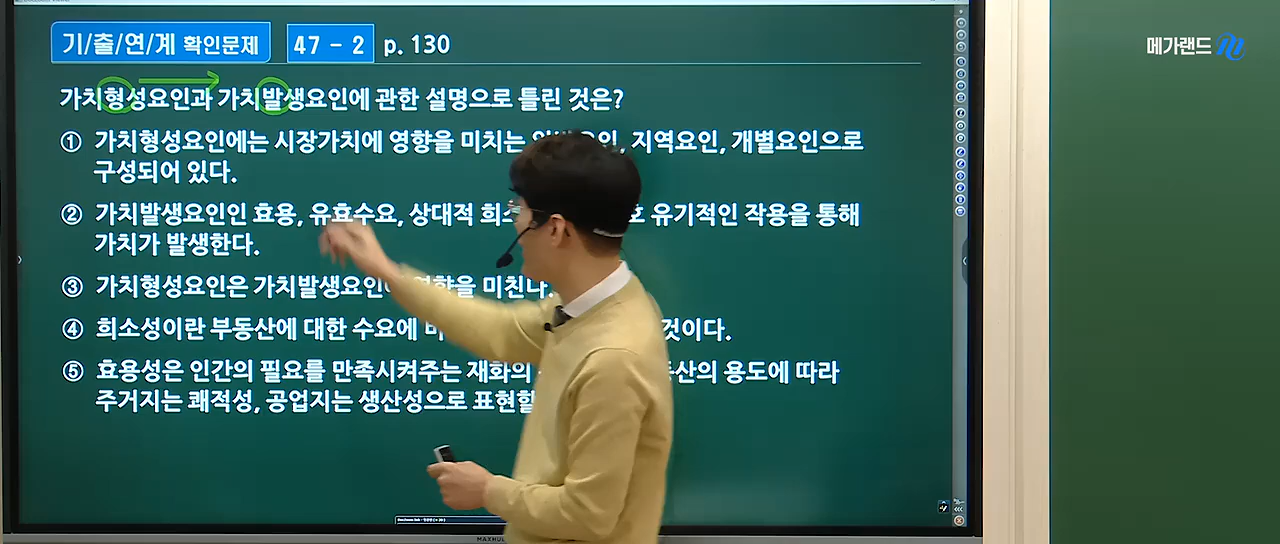 기/출/연/계 확인문제 47 - 2 p. 130
메가랜드
가치형성요인과 가치발생요인에 관한 설명으로 틀린 것은?
① 가치형성요인에는 시장가치에 영향을 미치는 지역요인, 개별요인으로
구성되어 있다.
② 가치발생요인인 효용, 유효수요, 상대적 유기적인 작용을 통해
가치가 발생한다.
③ 가치형성요인은 가치발생요인 미친다.
④ 희소성이란 부동산에 대한 수요에 것이다.
⑤ 효용성은 인간의 필요를 만족시켜주는 재화의 용도에 따라
주거지는 쾌적성, 공업지는 생산성으로